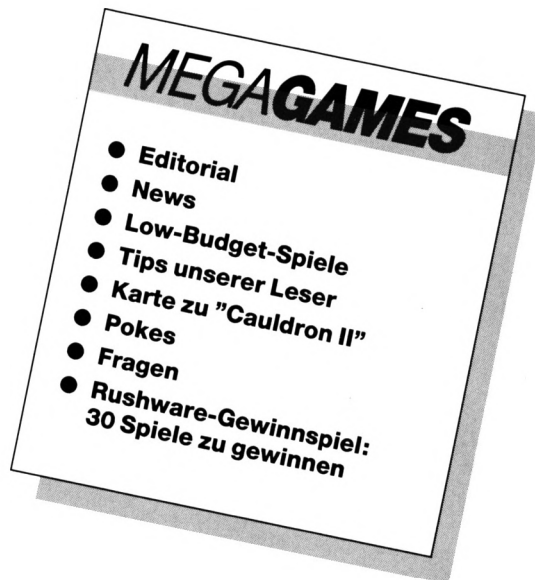 MEGAGAMES
● Editorial
● News
● Low-Budget-Spiele
● Tips unserer Leser
● Karte zu ”Cauldron II”
● Pokes
● Fragen
● Rushware-Gewinnspiel:
30 Spiele zu gewinnen